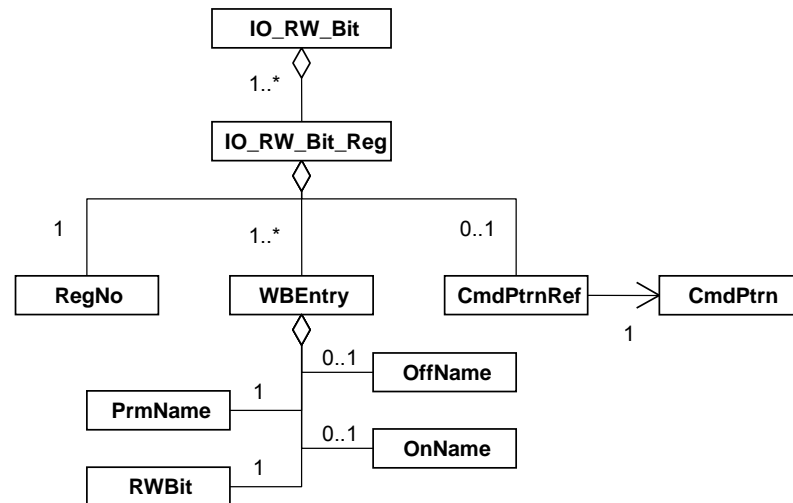 IO_RW_Bit
1..*
IO_RW_Bit_Reg
1
1..*
0..1
RegNo
WBEntry
CmdPtrnRef
CmdPtrn
1
0..1
OffName
PrmName
1
0..1
OnName
RWBit
1